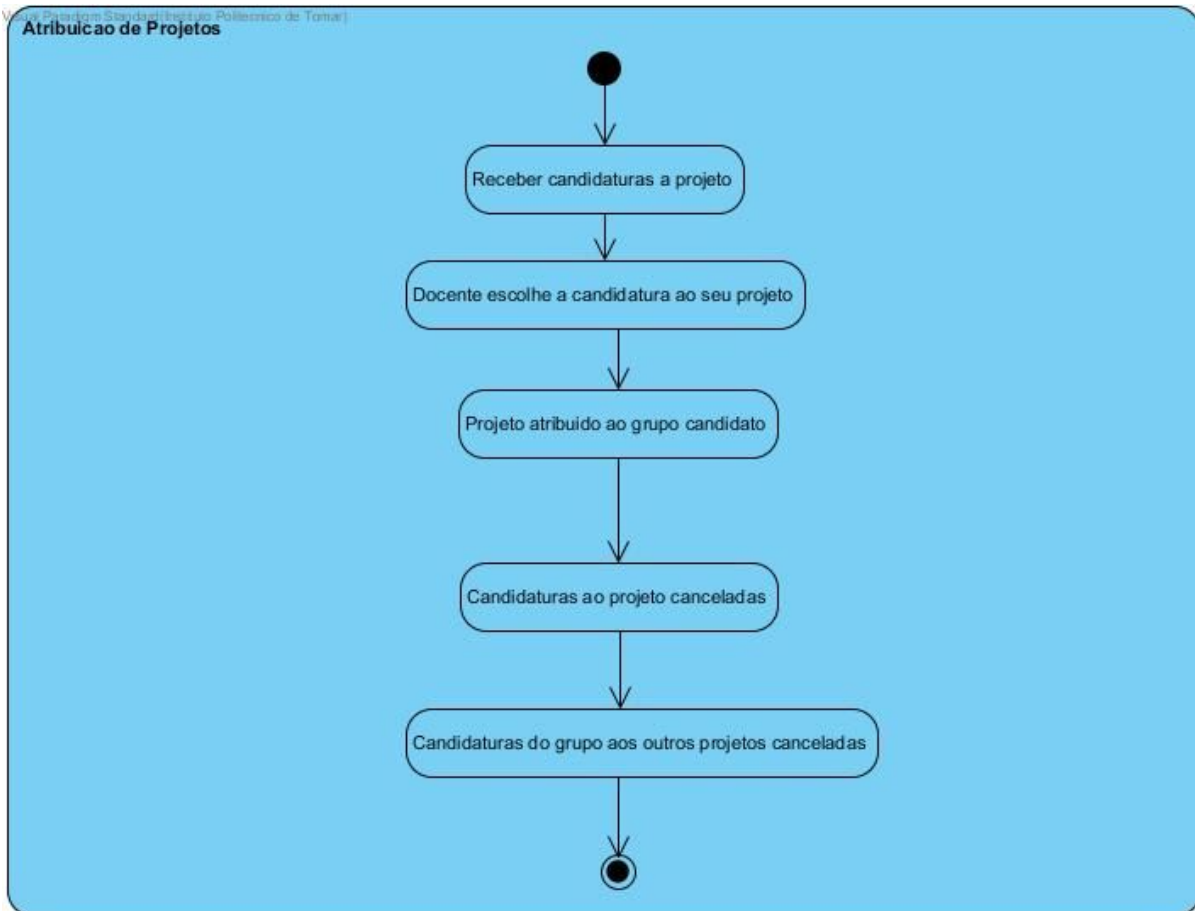 Visual Paradigm Standard(Instituto Politecnico de Tomar)
Atribuicao de Projetos
Receber candidaturas a projeto
Docente escolhe a candidatura ao seu projeto
Projeto atribuido ao grupo candidato
Candidaturas ao projeto canceladas
Candidaturas do grupo aos outros projetos canceladas